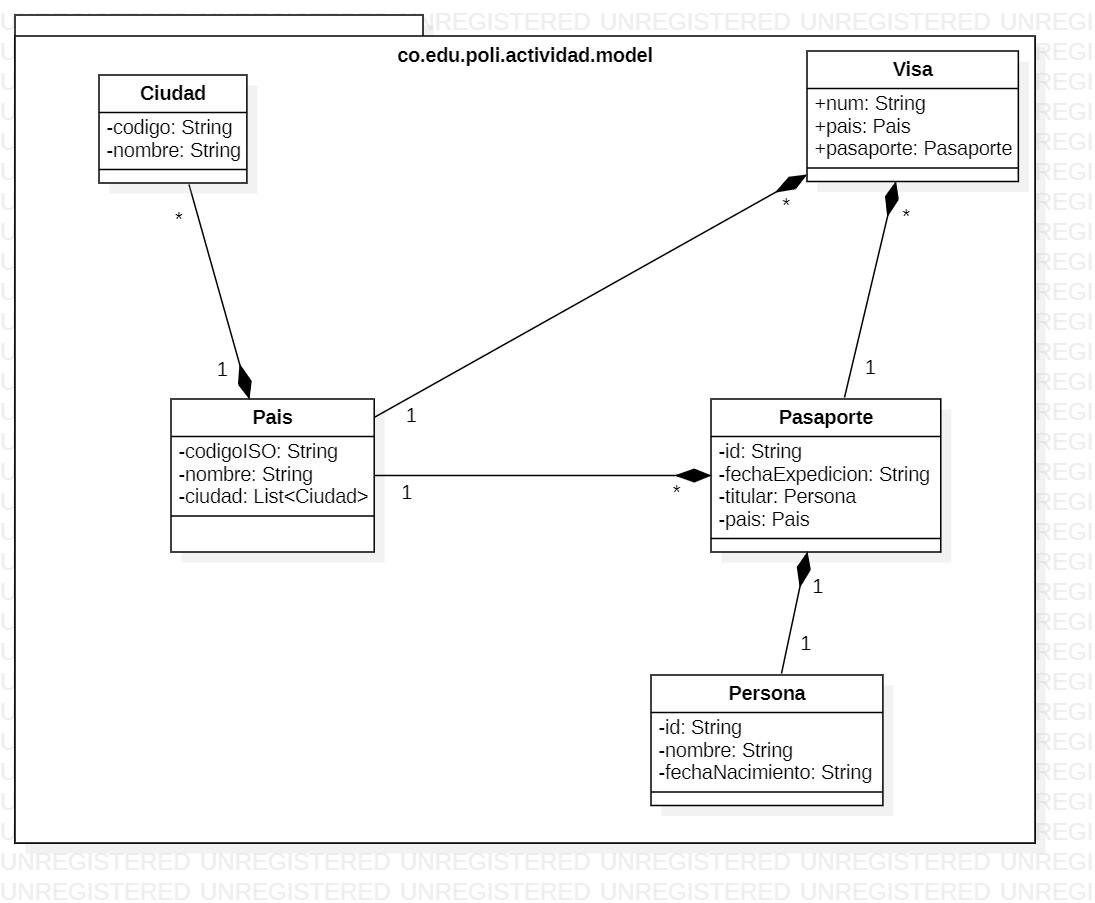 co.edu.poli.actividad.model
Ciudad
-codigo: String
-nombre: String
Visa
+num: String
+pais: Pais
+pasaporte: Pasaporte
*
1
*
1
*
1
Pais
-codigoISO: String
-nombre: String
-ciudad: List<Ciudad>
1
*
Pasaporte
-id: String
-fechaExpedicion: String
-titular: Persona
-pais: Pais
1
1
Persona
-id: String
-nombre: String
-fechaNacimiento: String
UNREGISTERED UNREGISTERED UNREGISTERED UNREGISTERED UNREGISTERED UNREGI
UNREGISTERED UNREGISTERED UNREGISTERED UNREGISTERED UNREGISTERED UNREGI